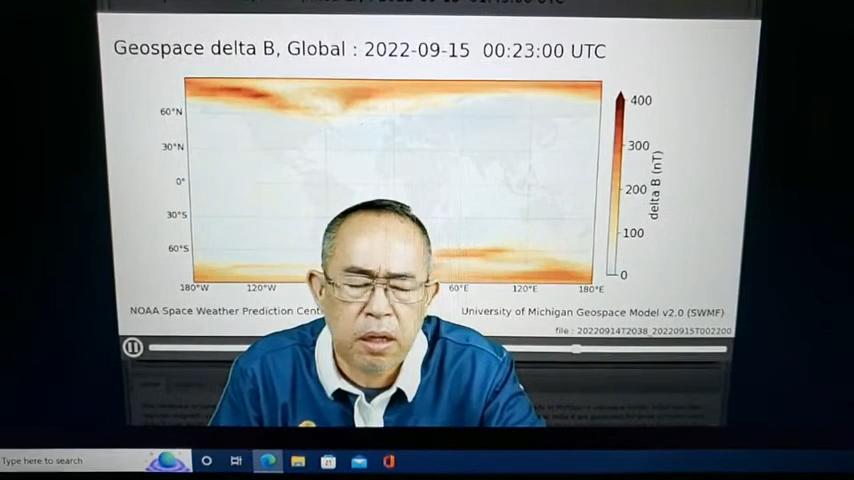 Geospace delta B, Global : 2022-09-15 00:23:00 UTC
400
60°N
300
30°N
0°
200
delta B (nT)
30°S
100
60°S
0
180°W 120°W 60°E 120°E 180°E
NOAA Space Weather Prediction Cent
University of Michigan Geospace Model v2.0 (SWMF)
file : 20220914T2038_20220915T002200
Type here to search